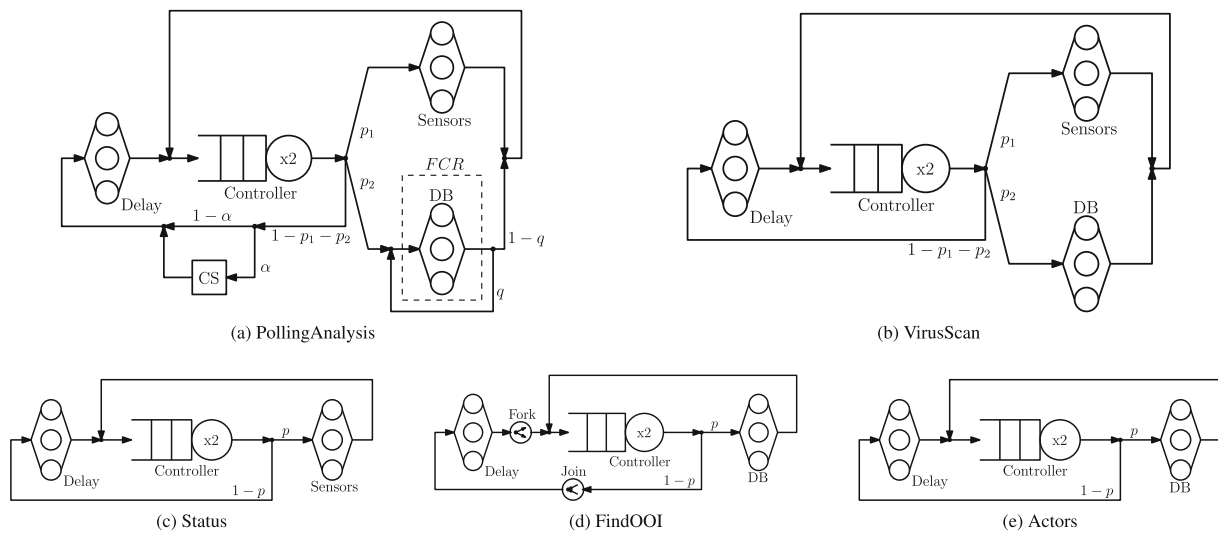 Sensors
p₁
x2
FCR
Controller
p₂
DB
Delay
1 − α
1 − p₁ − p₂
1 − q
α
CS
q
(a) PollingAnalysis
Sensors
p₁
x2
Controller
p₂
DB
Delay
1 − p₁ − p₂
(b) VirusScan
x2
p
Controller
Delay
Sensors
1 − p
(c) Status
Fork
x2
p
Controller
Delay
Join
DB
1 − p
(d) FindOOI
x2
p
Controller
Delay
DB
1 − p
(e) Actors